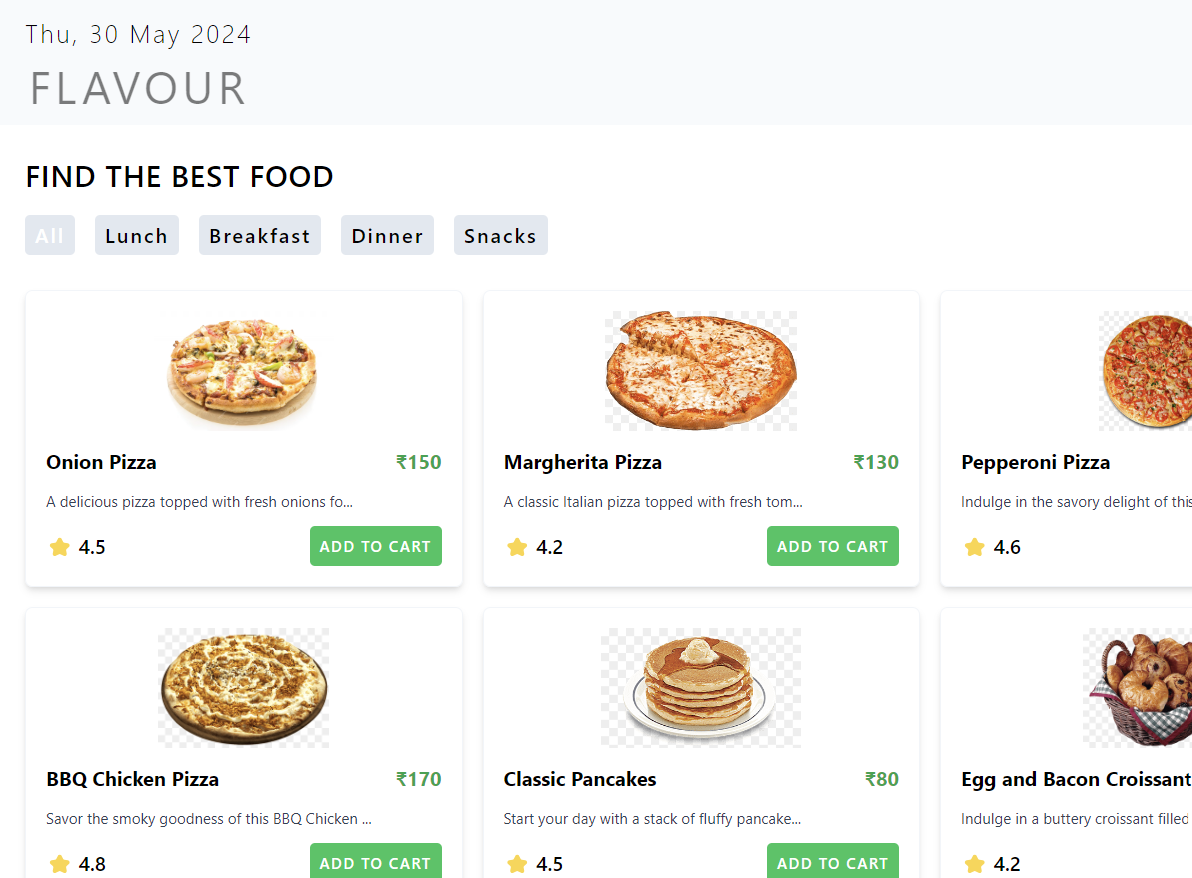 Thu, 30 May 2024
FLAVOUR
FIND THE BEST FOOD
All Lunch Breakfast Dinner Snacks
Onion Pizza ₹150
A delicious pizza topped with fresh onions fo...
4.5 ADD TO CART
Margherita Pizza ₹130
A classic Italian pizza topped with fresh tom...
4.2 ADD TO CART
Pepperoni Pizza
Indulge in the savory delight of this
4.6
BBQ Chicken Pizza ₹170
Savor the smoky goodness of this BBQ Chicken ...
4.8 ADD TO CART
Classic Pancakes ₹80
Start your day with a stack of fluffy pancake...
4.5 ADD TO CART
Egg and Bacon Croissant
Indulge in a buttery croissant filled
4.2